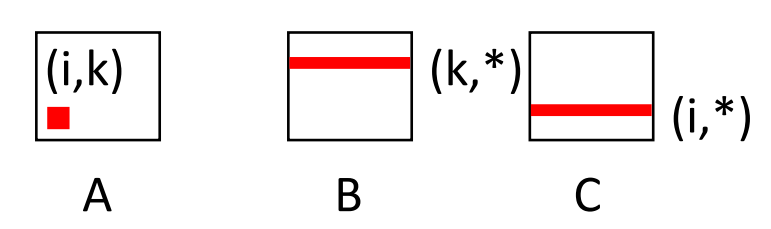 (i,k)
(k,*)
(i,*)
A
B
C